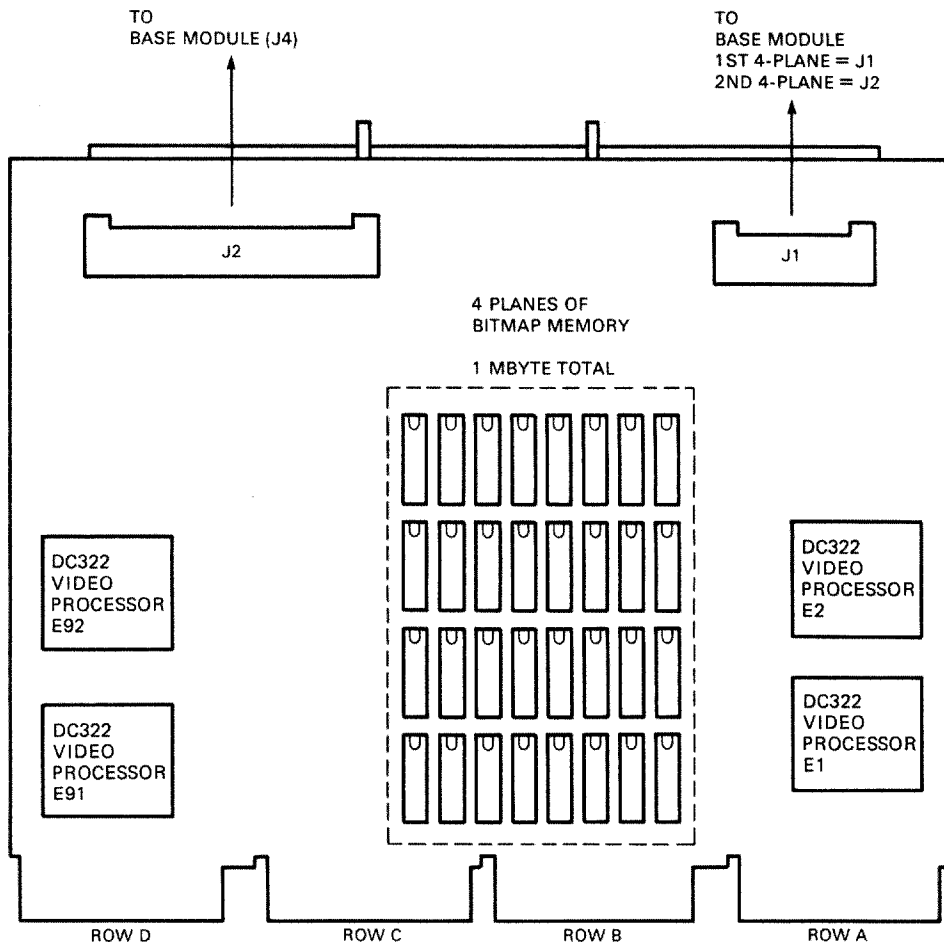 TO
BASE MODULE (J4)
TO
BASE MODULE
1ST 4-PLANE = J1
2ND 4-PLANE = J2
J2
J1
4 PLANES OF
BITMAP MEMORY
1 MBYTE TOTAL
DC322
VIDEO
PROCESSOR
E92
DC322
VIDEO
PROCESSOR
E2
DC322
VIDEO
PROCESSOR
E91
DC322
VIDEO
PROCESSOR
E1
ROW D
ROW C
ROW B
ROW A